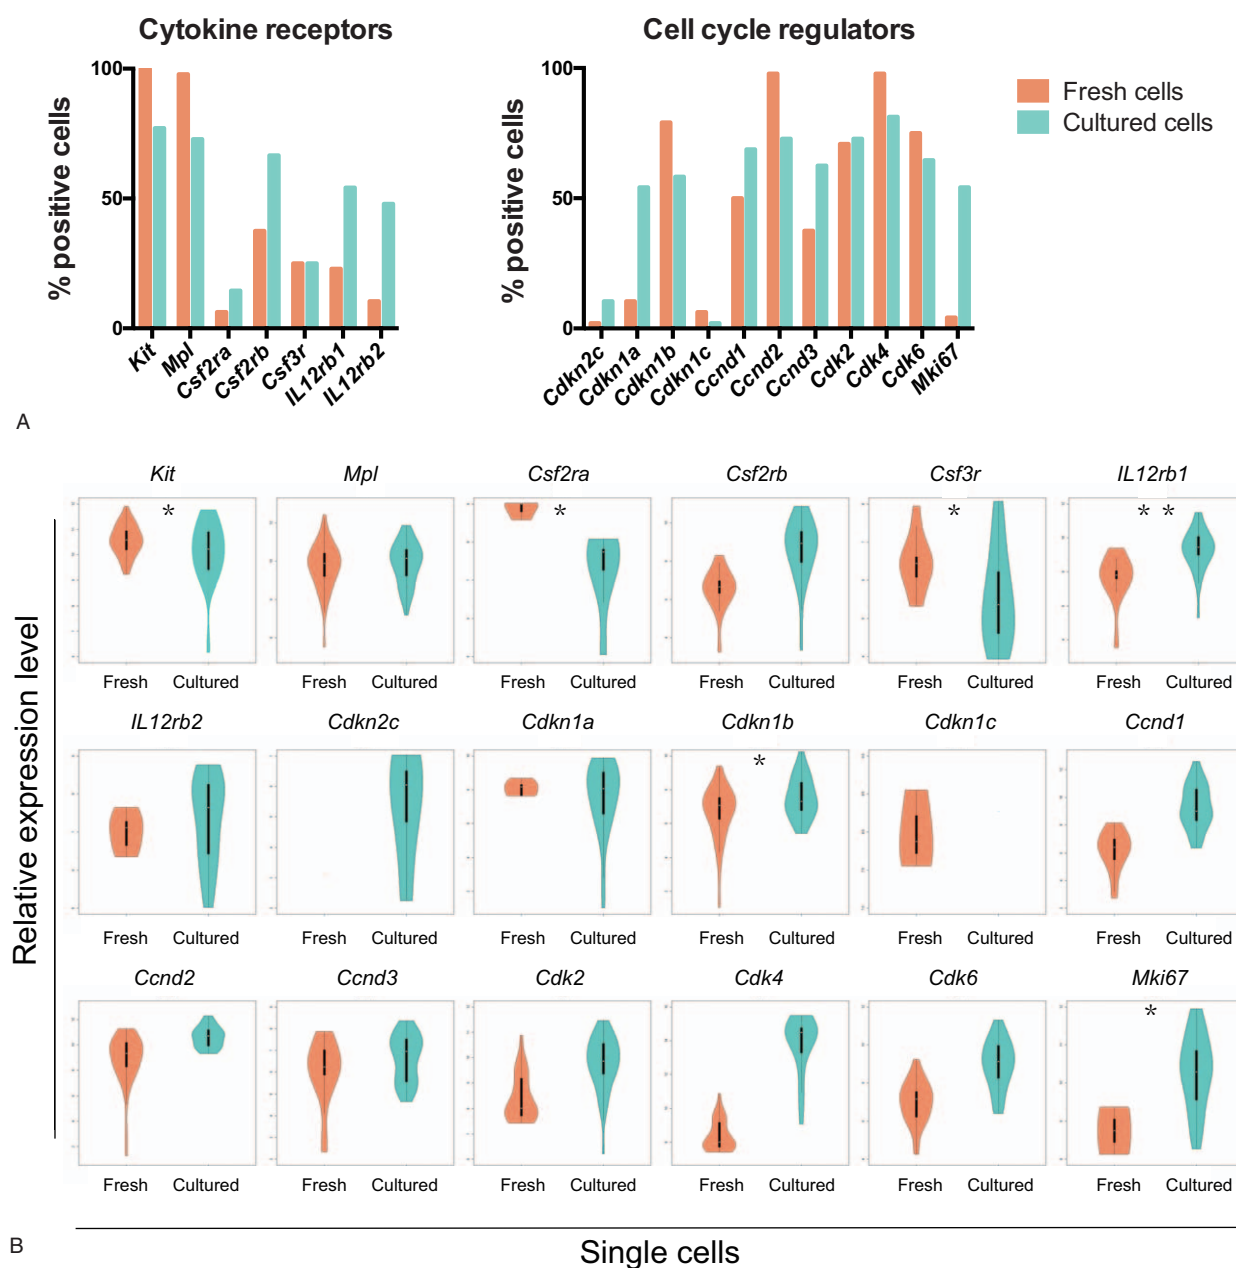 Cytokine receptors
Cell cycle regulators
Fresh cells
Cultured cells
% positive cells
100
50
0
Kit
Mpl
Csf2ra
Csf2rb
Csf3r
IL12rb1
IL12rb2
% positive cells
100
50
0
Cdkn2c
Cdkn1a
Cdkn1b
Cdkn1c
Ccnd1
Ccnd2
Ccnd3
Cdk2
Cdk4
Cdk6
Mki67
A
Relative expression level
Kit Mpl Csf2ra Csf2rb Csf3r IL12rb1
* * * * *
Fresh Cultured Fresh Cultured Fresh Cultured Fresh Cultured Fresh Cultured Fresh Cultured
IL12rb2 Cdkn2c Cdkn1a Cdkn1b Cdkn1c Ccnd1
*
Fresh Cultured Fresh Cultured Fresh Cultured Fresh Cultured Fresh Cultured Fresh Cultured
Ccnd2 Ccnd3 Cdk2 Cdk4 Cdk6 Mki67
*
Fresh Cultured Fresh Cultured Fresh Cultured Fresh Cultured Fresh Cultured Fresh Cultured
B
Single cells